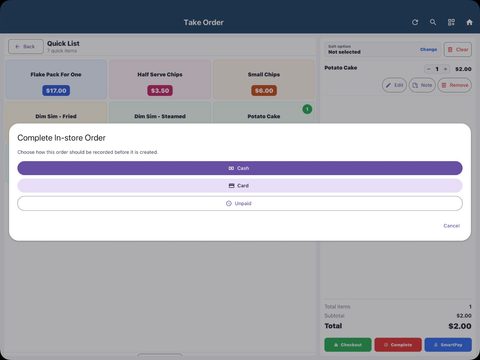 Take Order
Back
Quick List
7 quick items
Salt options
Not selected
Change
Clear
Flake Pack For One
$17.00
Half Serve Chips
$3.50
Small Chips
$6.00
Potato Cake
1
$2.00
Edit
Note
Remove
Dim Sim - Fried
Dim Sim - Steamed
Potato Cake
1
Complete In-store Order
Choose how this order should be recorded before it is created.
Cash
Card
Unpaid
Cancel
Total items
1
Subtotal
$2.00
Total
$2.00
Checkout
Complete
SmartPay